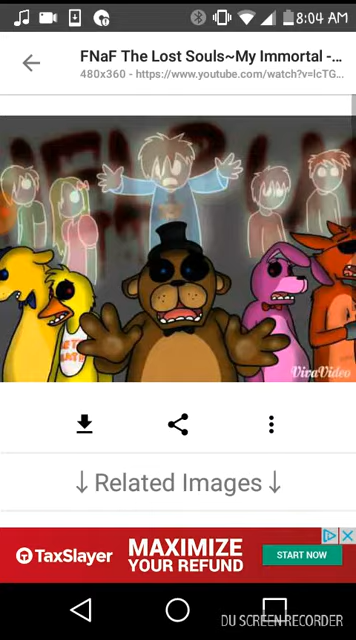 8:04 AM
FNaF The Lost Souls~My Immortal -...
480x360 - https://www.youtube.com/watch?v=lcTG...
VivaVideo
↓ Related Images ↓
TaxSlayer
MAXIMIZE
YOUR REFUND
START NOW
DU SCREEN RECORDER